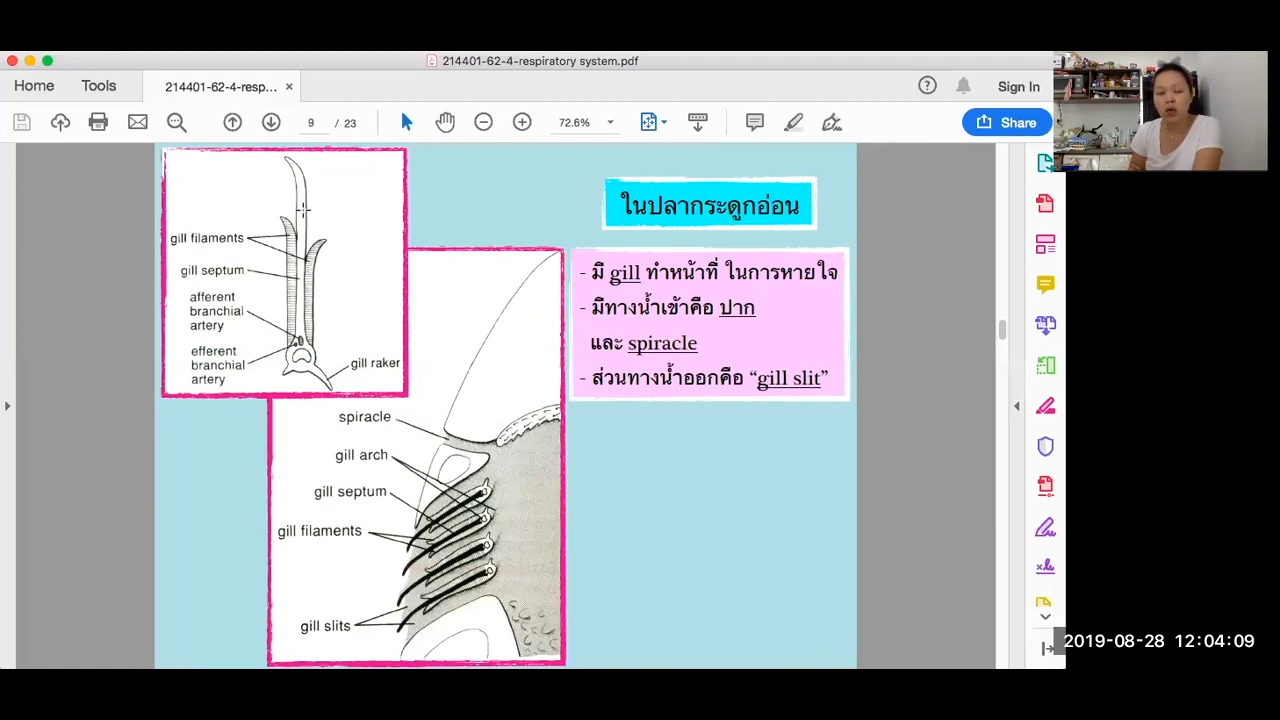 214401-62-4-respiratory system.pdf
Home
Tools
214401-62-4-resp...
Sign In
9 / 23
72.6%
Share
ในปลากระดูกอ่อน
- มี gill ทำหน้าที่ ในการหายใจ
- มีทางน้ำเข้าคือ ปาก
และ spiracle
- ส่วนทางน้ำออกคือ “gill slit”
gill filaments
gill septum
afferent
branchial
artery
efferent
branchial
artery
gill raker
spiracle
gill arch
gill septum
gill filaments
gill slits
2019-08-28 12:04:09